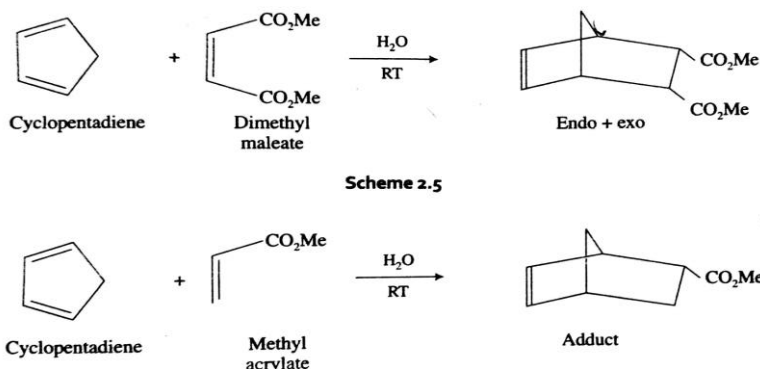 CO₂Me
+
H₂O
RT
CO₂Me
CO₂Me
CO₂Me
Cyclopentadiene
Dimethyl
maleate
Endo + exo
Scheme 2.5
CO₂Me
+
H₂O
RT
CO₂Me
Cyclopentadiene
Methyl
acrylate
Adduct